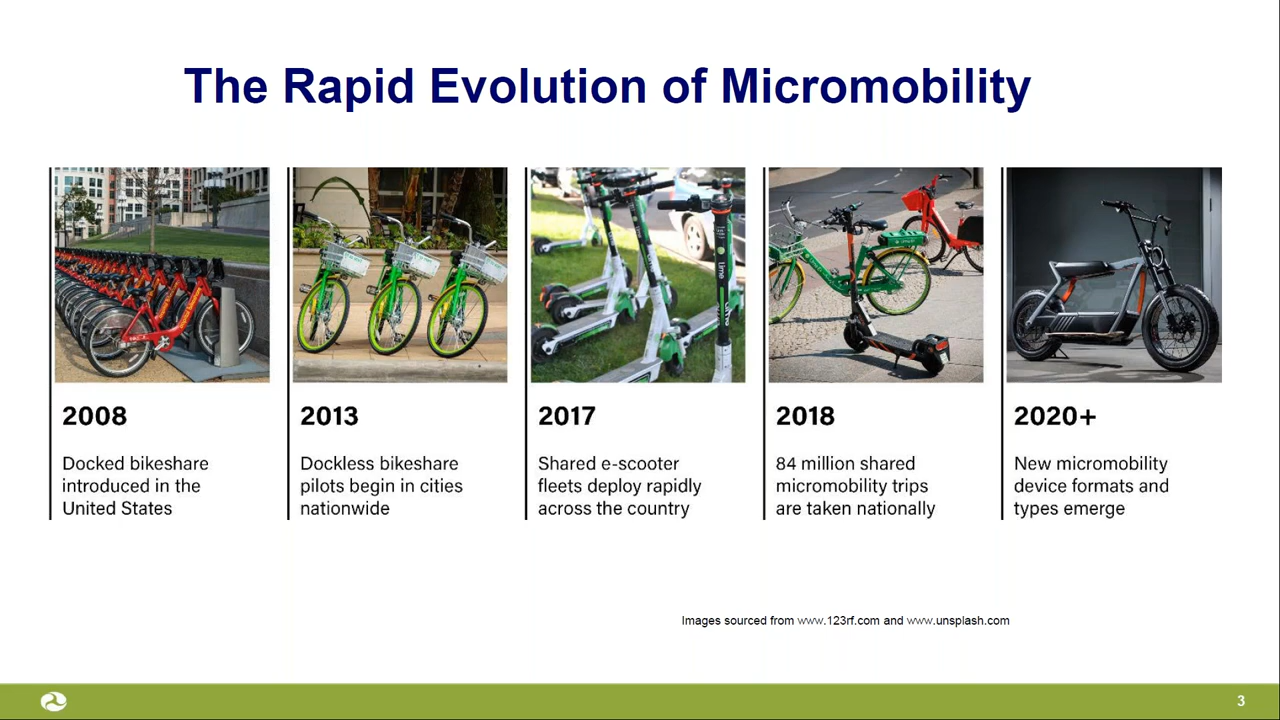 The Rapid Evolution of Micromobility
2008
Docked bikeshare
introduced in the
United States
2013
Dockless bikeshare
pilots begin in cities
nationwide
2017
Shared e-scooter
fleets deploy rapidly
across the country
2018
84 million shared
micromobility trips
are taken nationally
2020+
New micromobility
device formats and
types emerge
Lime
Images sourced from www.123rf.com and www.unsplash.com
3